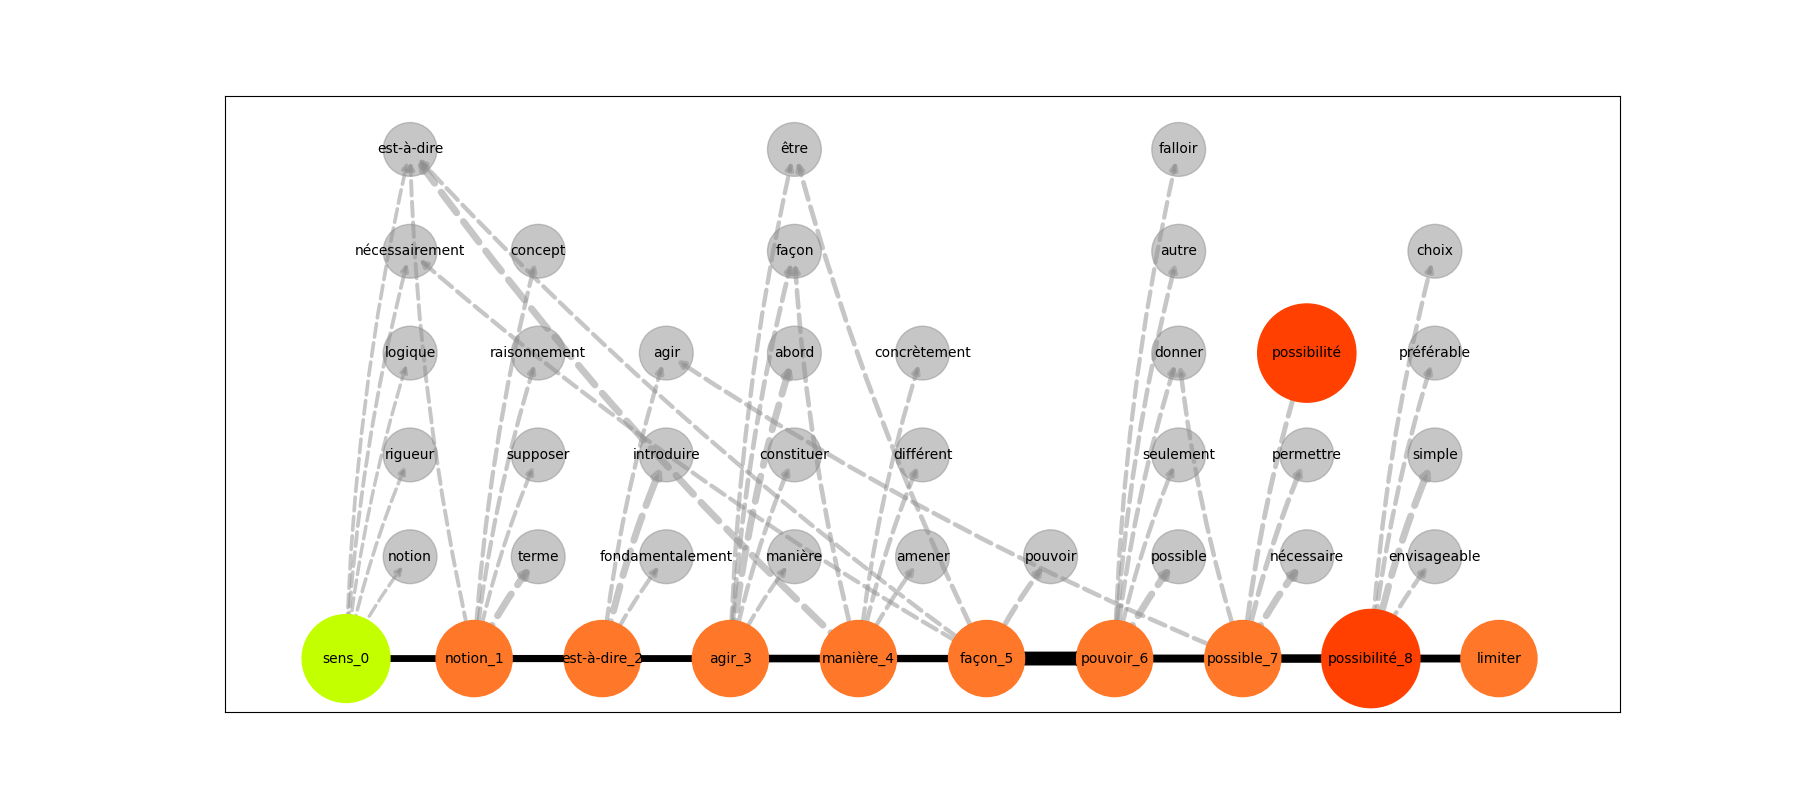 est-à-dire être falloir
nécessairement concept façon autre choix
logique raisonnement agir abord concrètement donner possibilité préférable
rigueur supposer introduire constituer différent seulement permettre simple
notion terme fondamentalement manière amener pouvoir possible nécessaire envisageable
sens_0 notion_1 est-à-dire_2 agir_3 manière_4 façon_5 pouvoir_6 possible_7 possibilité_8 limiter